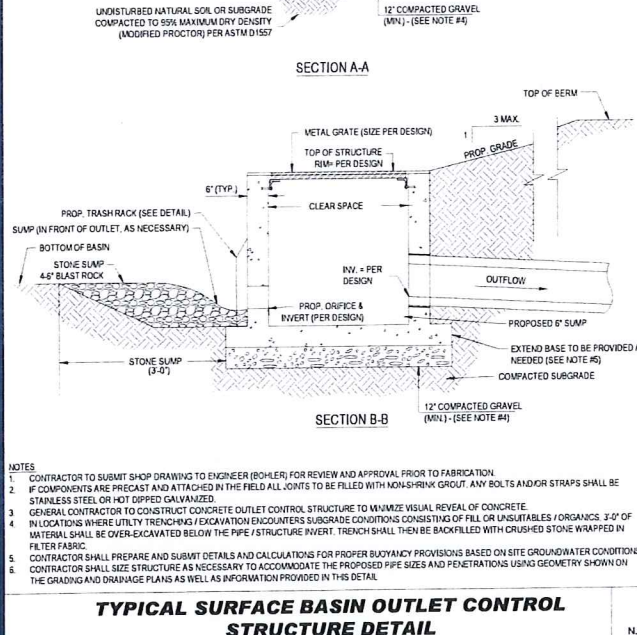 UNDISTURBED NATURAL SOIL OR SUBGRADE
COMPACTED TO 95% MAXIMUM DRY DENSITY
(MODIFIED PROCTOR) PER ASTM D1557
12" COMPACTED GRAVEL
(MIN.) - (SEE NOTE #4)
SECTION A-A
TOP OF BERM
3 MAX.
1
PROP. GRADE
METAL GRATE (SIZE PER DESIGN)
TOP OF STRUCTURE
RIM= PER DESIGN
6" (TYP.)
CLEAR SPACE
PROP. TRASH RACK (SEE DETAIL)
SUMP (IN FRONT OF OUTLET, AS NECESSARY)
BOTTOM OF BASIN
STONE SUMP
4-6" BLAST ROCK
INV. = PER
DESIGN
OUTFLOW
PROP. ORIFICE &
INVERT (PER DESIGN)
PROPOSED 6" SUMP
EXTEND BASE TO BE PROVIDED A
NEEDED (SEE NOTE #5)
STONE SUMP
(3'-0")
COMPACTED SUBGRADE
12" COMPACTED GRAVEL
(MIN.) - (SEE NOTE #4)
SECTION B-B
NOTES
1. CONTRACTOR TO SUBMIT SHOP DRAWING TO ENGINEER (BOHLER) FOR REVIEW AND APPROVAL PRIOR TO FABRICATION.
2. IF COMPONENTS ARE PRECAST AND ATTACHED IN THE FIELD ALL JOINTS TO BE FILLED WITH NON-SHRINK GROUT. ANY BOLTS AND/OR STRAPS SHALL BE
STAINLESS STEEL OR HOT DIPPED GALVANIZED.
3. GENERAL CONTRACTOR TO CONSTRUCT CONCRETE OUTLET CONTROL STRUCTURE TO MINIMIZE VISUAL REVEAL OF CONCRETE.
4. IN LOCATIONS WHERE UTILITY TRENCHING / EXCAVATION ENCOUNTERS SUBGRADE CONDITIONS CONSISTING OF FILL OR UNSUITABLES / ORGANICS, 3'-0" OF
MATERIAL SHALL BE OVER-EXCAVATED BELOW THE PIPE / STRUCTURE INVERT. TRENCH SHALL THEN BE BACKFILLED WITH CRUSHED STONE WRAPPED IN
FILTER FABRIC.
5. CONTRACTOR SHALL PREPARE AND SUBMIT DETAILS AND CALCULATIONS FOR PROPER BUOYANCY PROVISIONS BASED ON SITE GROUNDWATER CONDITIONS
6. CONTRACTOR SHALL SIZE STRUCTURE AS NECESSARY TO ACCOMMODATE THE PROPOSED PIPE SIZES AND PENETRATIONS USING GEOMETRY SHOWN ON
THE GRADING AND DRAINAGE PLANS AS WELL AS INFORMATION PROVIDED IN THIS DETAIL
TYPICAL SURFACE BASIN OUTLET CONTROL
STRUCTURE DETAIL
N.